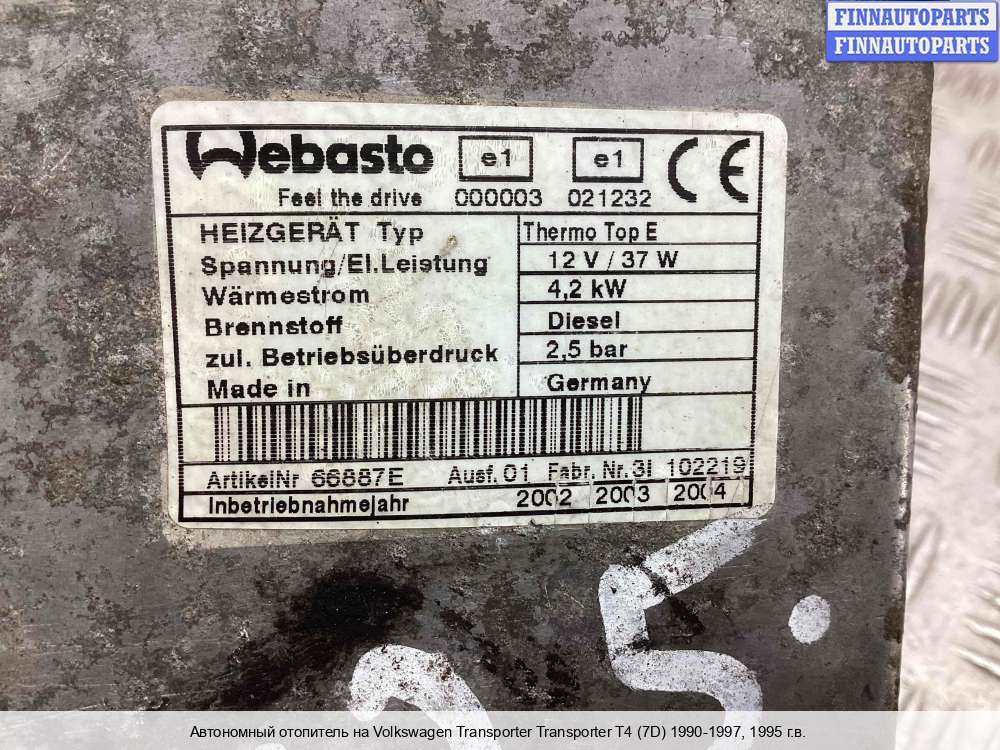 FINNAUTOPARTS
FINNAUTOPARTS
Webasto e1 e1 CE
Feel the drive 000003 021232
HEIZGERÄT Typ Thermo Top E
Spannung/El.Leistung 12 V / 37 W
Wärmestrom 4,2 kW
Brennstoff Diesel
zul. Betriebsüberdruck 2,5 bar
Made in Germany
ArtikelNr 66887E Ausf. 01 Fabr. Nr.3I 102219
Inbetriebnahmejahr 2002 2003 2004
Автономный отопитель на Volkswagen Transporter Transporter T4 (7D) 1990-1997, 1995 г.в.